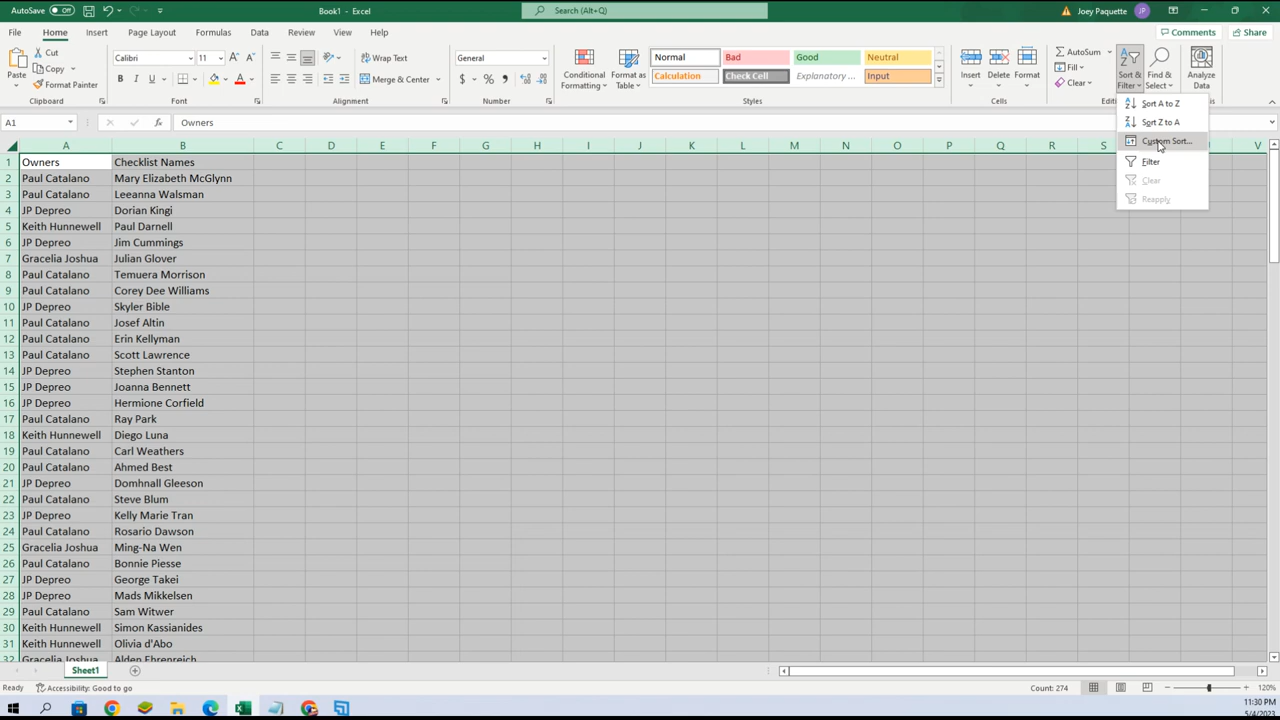 AutoSave Off Book1 - Excel Search (Alt+Q) Joey Paquette JP
File Home Insert Page Layout Formulas Data Review View Help Comments Share
Paste Cut Copy Format Painter Clipboard
Calibri 11 B I U Font
Wrap Text Merge & Center Alignment
General $ % Number
Conditional Formatting Format as Table
Normal Bad Good Neutral
Calculation Check Cell Explanatory ... Input
Styles
Insert Delete Format Cells
AutoSum Fill Clear
Sort & Filter Find & Select Analyze Data
Sort A to Z
Sort Z to A
Custom Sort...
Filter
Clear
Reapply
A1 fx Owners
A B C D E F G H I J K L M N O P Q R S V
1 Owners Checklist Names
2 Paul Catalano Mary Elizabeth McGlynn
3 Paul Catalano Leeanna Walsman
4 JP Depreo Dorian Kingi
5 Keith Hunnewell Paul Darnell
6 JP Depreo Jim Cummings
7 Gracelia Joshua Julian Glover
8 Paul Catalano Temuera Morrison
9 Paul Catalano Corey Dee Williams
10 JP Depreo Skyler Bible
11 Paul Catalano Josef Altin
12 Paul Catalano Erin Kellyman
13 Paul Catalano Scott Lawrence
14 JP Depreo Stephen Stanton
15 JP Depreo Joanna Bennett
16 JP Depreo Hermione Corfield
17 Paul Catalano Ray Park
18 Keith Hunnewell Diego Luna
19 Paul Catalano Carl Weathers
20 Paul Catalano Ahmed Best
21 JP Depreo Domhnall Gleeson
22 Paul Catalano Steve Blum
23 JP Depreo Kelly Marie Tran
24 Paul Catalano Rosario Dawson
25 Gracelia Joshua Ming-Na Wen
26 Paul Catalano Bonnie Piesse
27 JP Depreo George Takei
28 JP Depreo Mads Mikkelsen
29 Paul Catalano Sam Witwer
30 Keith Hunnewell Simon Kassianides
31 Keith Hunnewell Olivia d'Abo
32 Gracelia Joshua Alden Ehrenreich
Sheet1
Ready Accessibility: Good to go Count: 274 120%
11:30 PM
5/4/2023